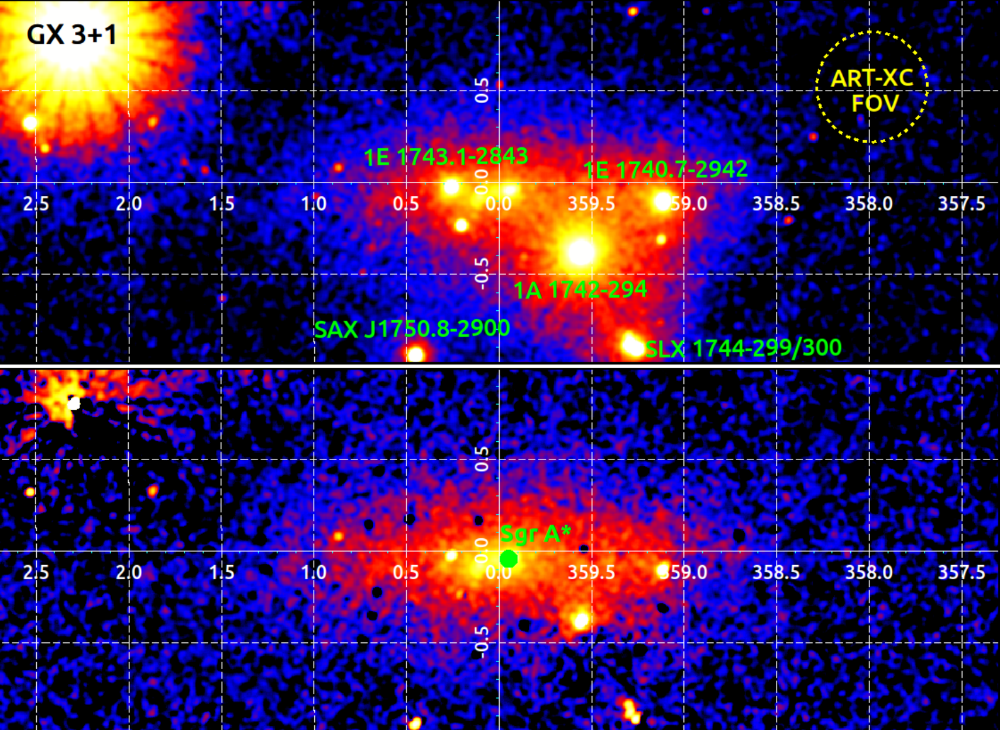 GX 3+1
ART-XC
FOV
0.5
1E 1743.1-2843
1E 1740.7-2942
0.0
2.5 2.0 1.5 1.0 0.5 0.0 359.5 359.0 358.5 358.0 357.5
-0.5
1A 1742-294
SAX J1750.8-2900
SLX 1744-299/300
0.5
Sgr A*
0.0
2.5 2.0 1.5 1.0 0.5 0.0 359.5 359.0 358.5 358.0 357.5
-0.5